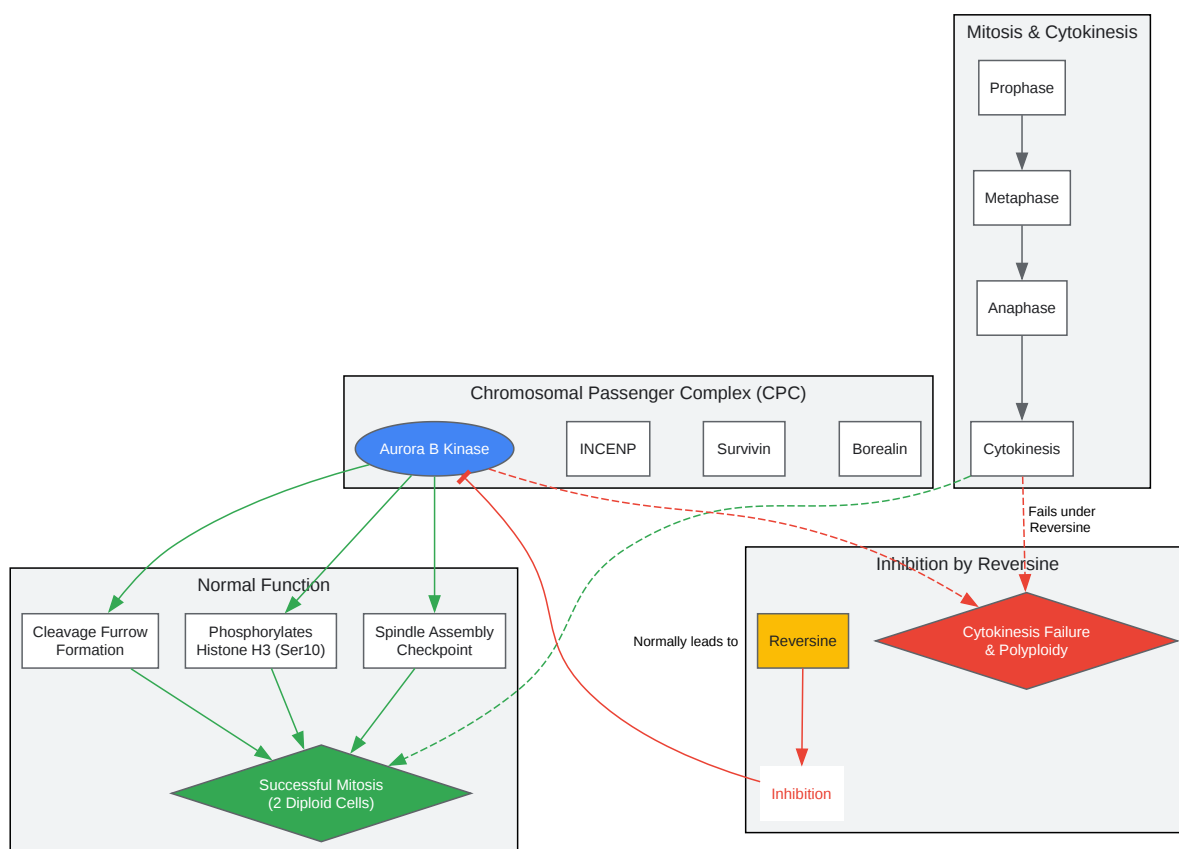 Mitosis & Cytokinesis
Prophase
Metaphase
Anaphase
Chromosomal Passenger Complex (CPC)
Aurora B Kinase
INCENP
Survivin
Borealin
Cytokinesis
Fails under
Reversine
Inhibition by Reversine
Normal Function
Cleavage Furrow
Formation
Phosphorylates
Histone H3 (Ser10)
Spindle Assembly
Checkpoint
Normally leads to
Reversine
Cytokinesis Failure
& Polyploidy
Successful Mitosis
(2 Diploid Cells)
Inhibition